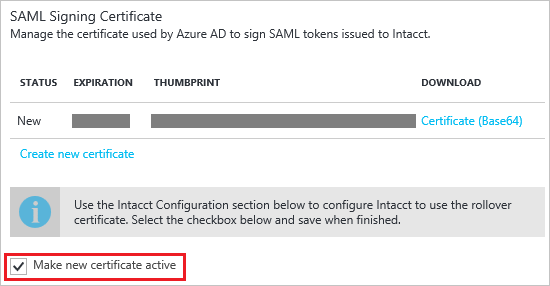 SAML Signing Certificate
Manage the certificate used by Azure AD to sign SAML tokens issued to Intacct.
STATUS EXPIRATION THUMBPRINT DOWNLOAD
New Certificate (Base64)
Create new certificate
Use the Intacct Configuration section below to configure Intacct to use the rollover
certificate. Select the checkbox below and save when finished.
Make new certificate active